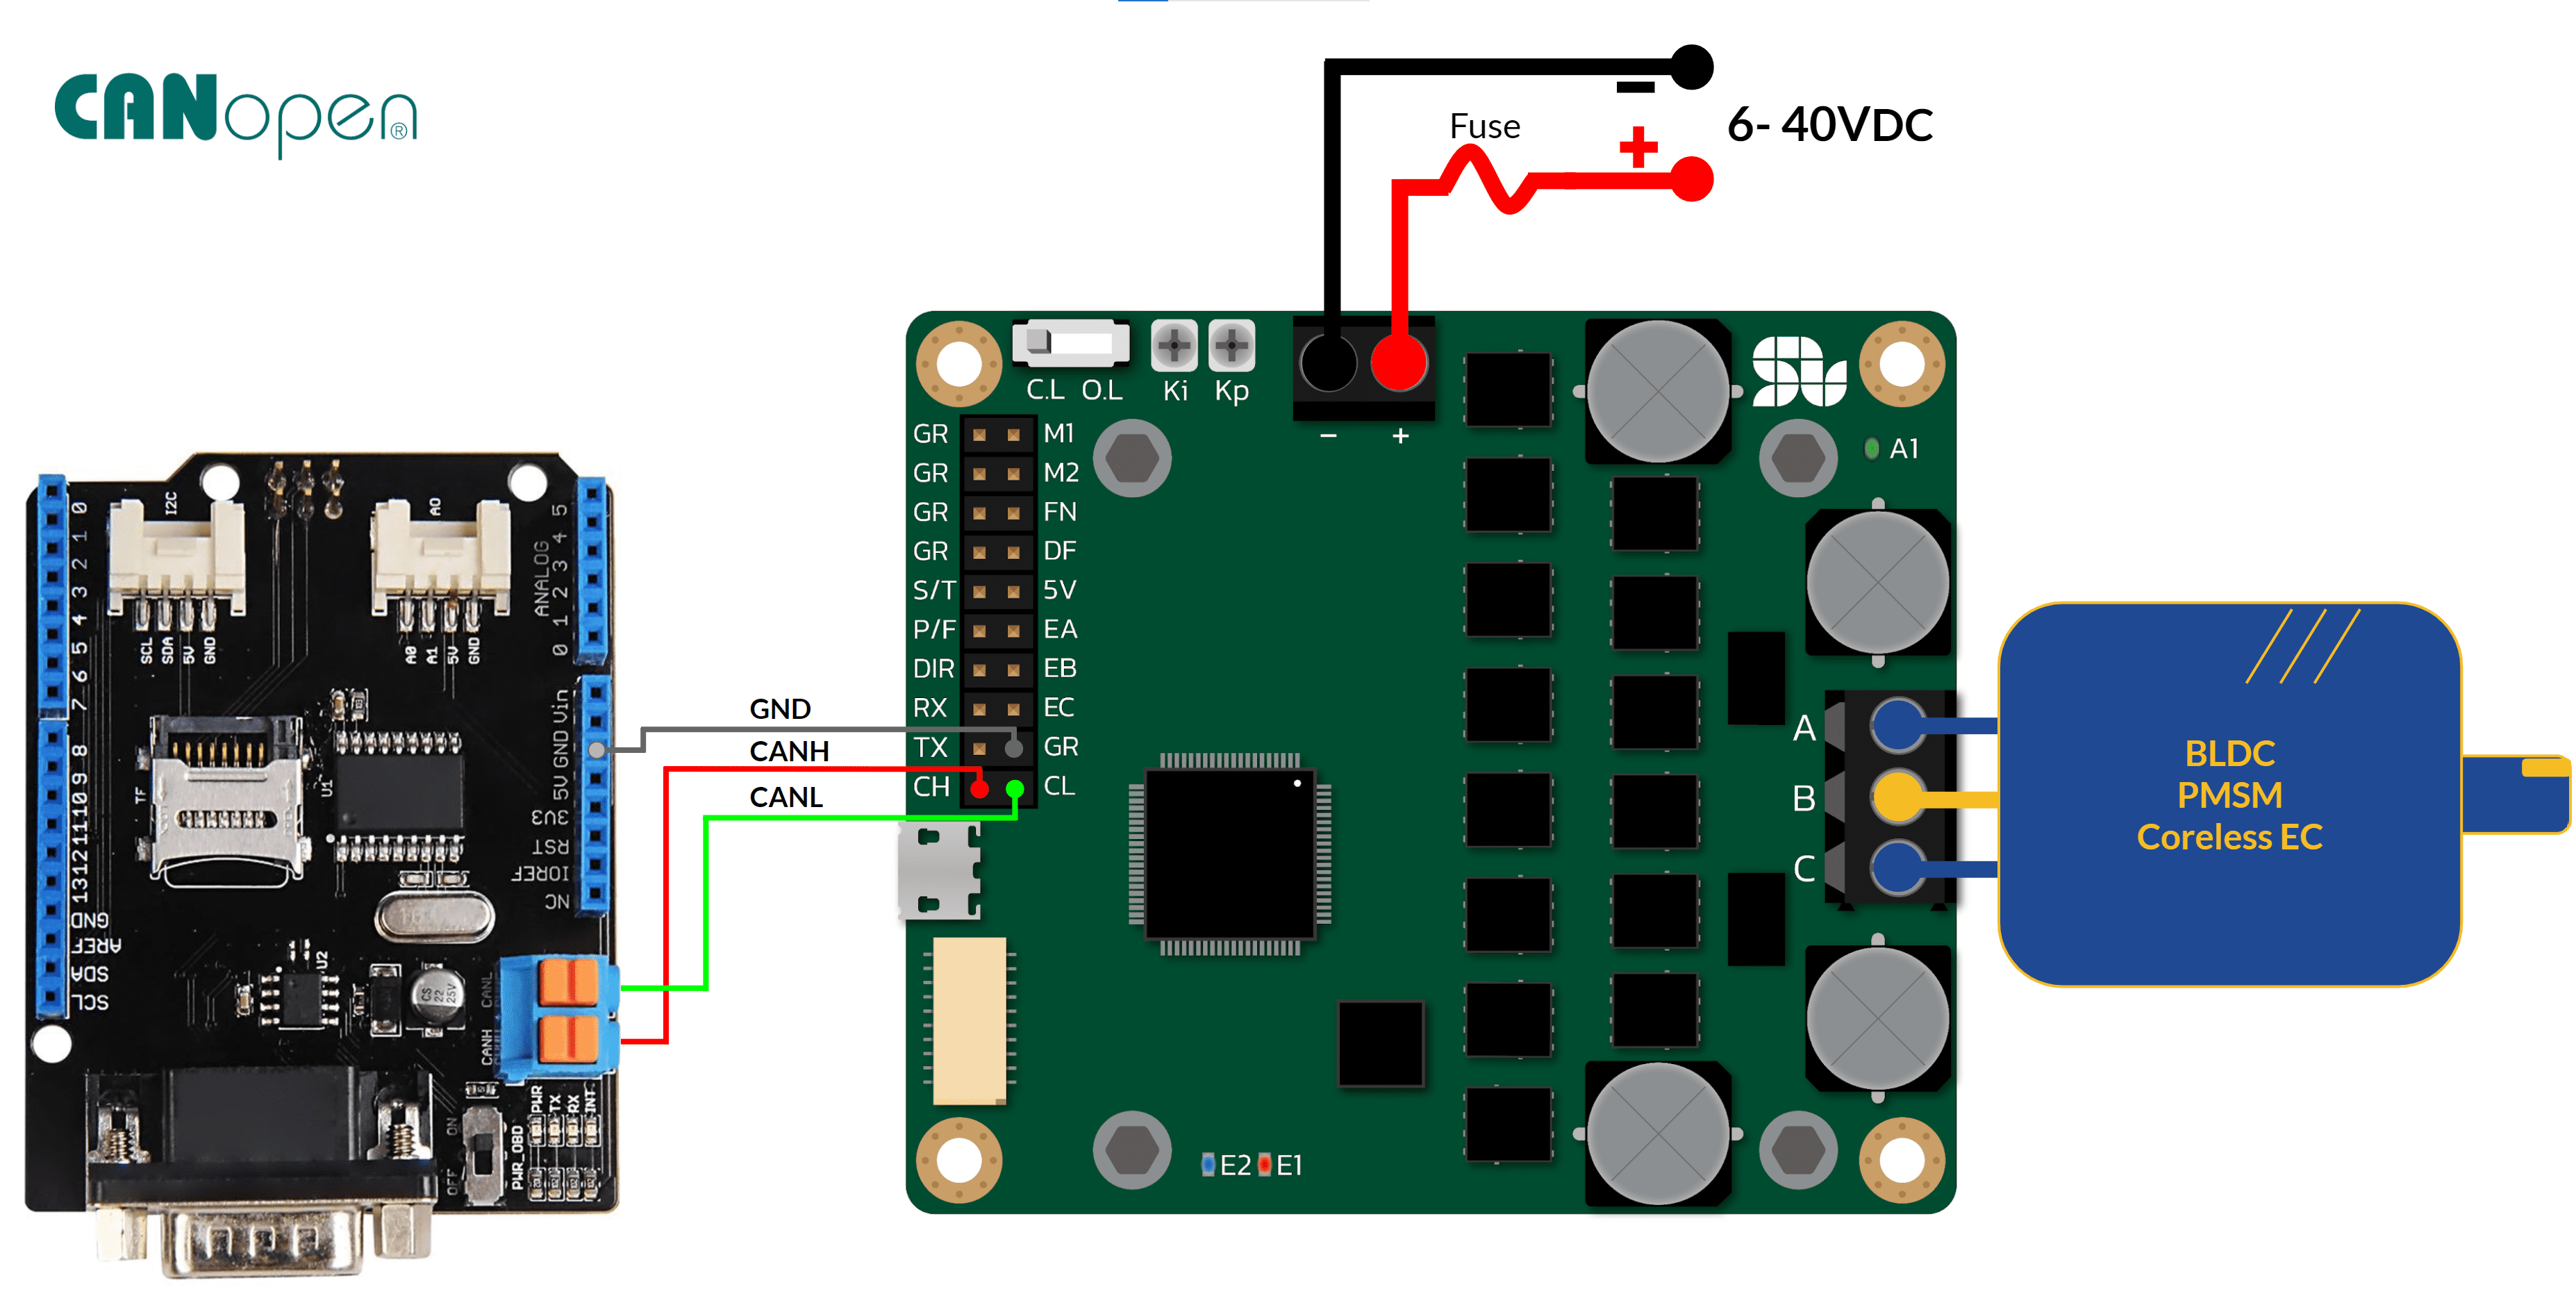 CANopen®
Fuse
−
+
6- 40VDC
C.L O.L Ki Kp
− +
GR M1
GR M2
GR FN
GR DF
S/T 5V
P/F EA
DIR EB
RX EC
TX GR
CH CL
A1
A
B
C
E2 E1
BLDC
PMSM
Coreless EC
GND
CANH
CANL
I2C
SCL
SDA
5V
GND
A0
A0
A1
5V
GND
ANALOG
5
4
3
2
1
0
Vin
GND
5V
3V3
RST
IOREF
NC
0
1
2
3
4
5
6
7
8
9
10
11
12
13
GND
AREF
SDA
SCL
TF
U1
U2
CS
22
25V
CANL
CANH
ON
OFF
PWR_OBD
PWR
TX
RX
INT